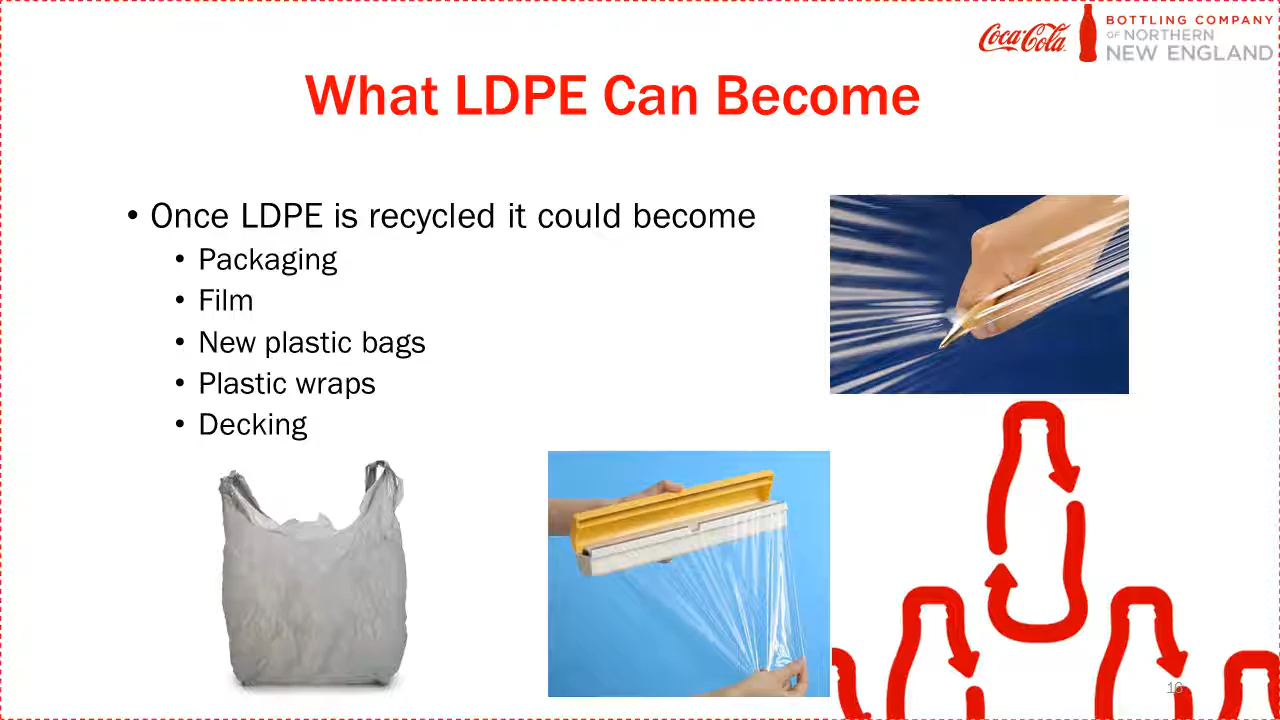 Coca-Cola
BOTTLING COMPANY
OF NORTHERN
NEW ENGLAND
What LDPE Can Become
• Once LDPE is recycled it could become
• Packaging
• Film
• New plastic bags
• Plastic wraps
• Decking